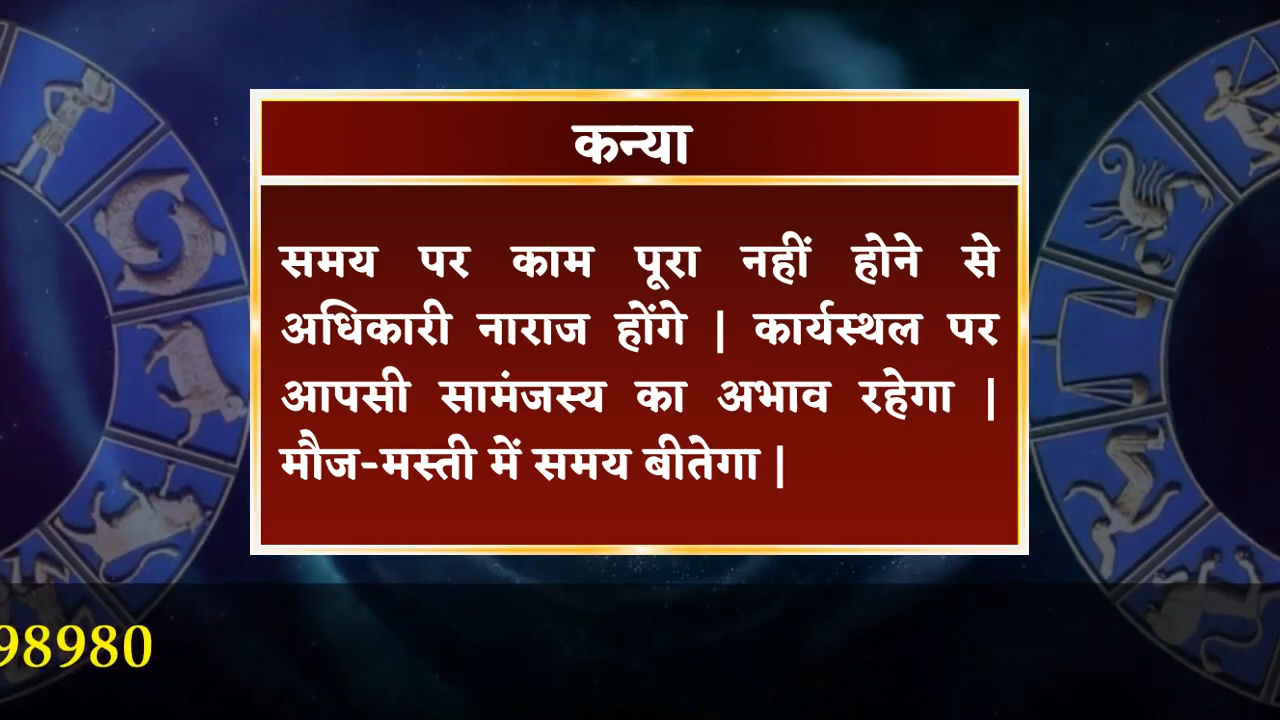 कन्या
समय पर काम पूरा नहीं होने से
अधिकारी नाराज होंगे |  कार्यस्थल पर
आपसी सामंजस्य का अभाव रहेगा |
मौज-मस्ती में समय बीतेगा |
98980